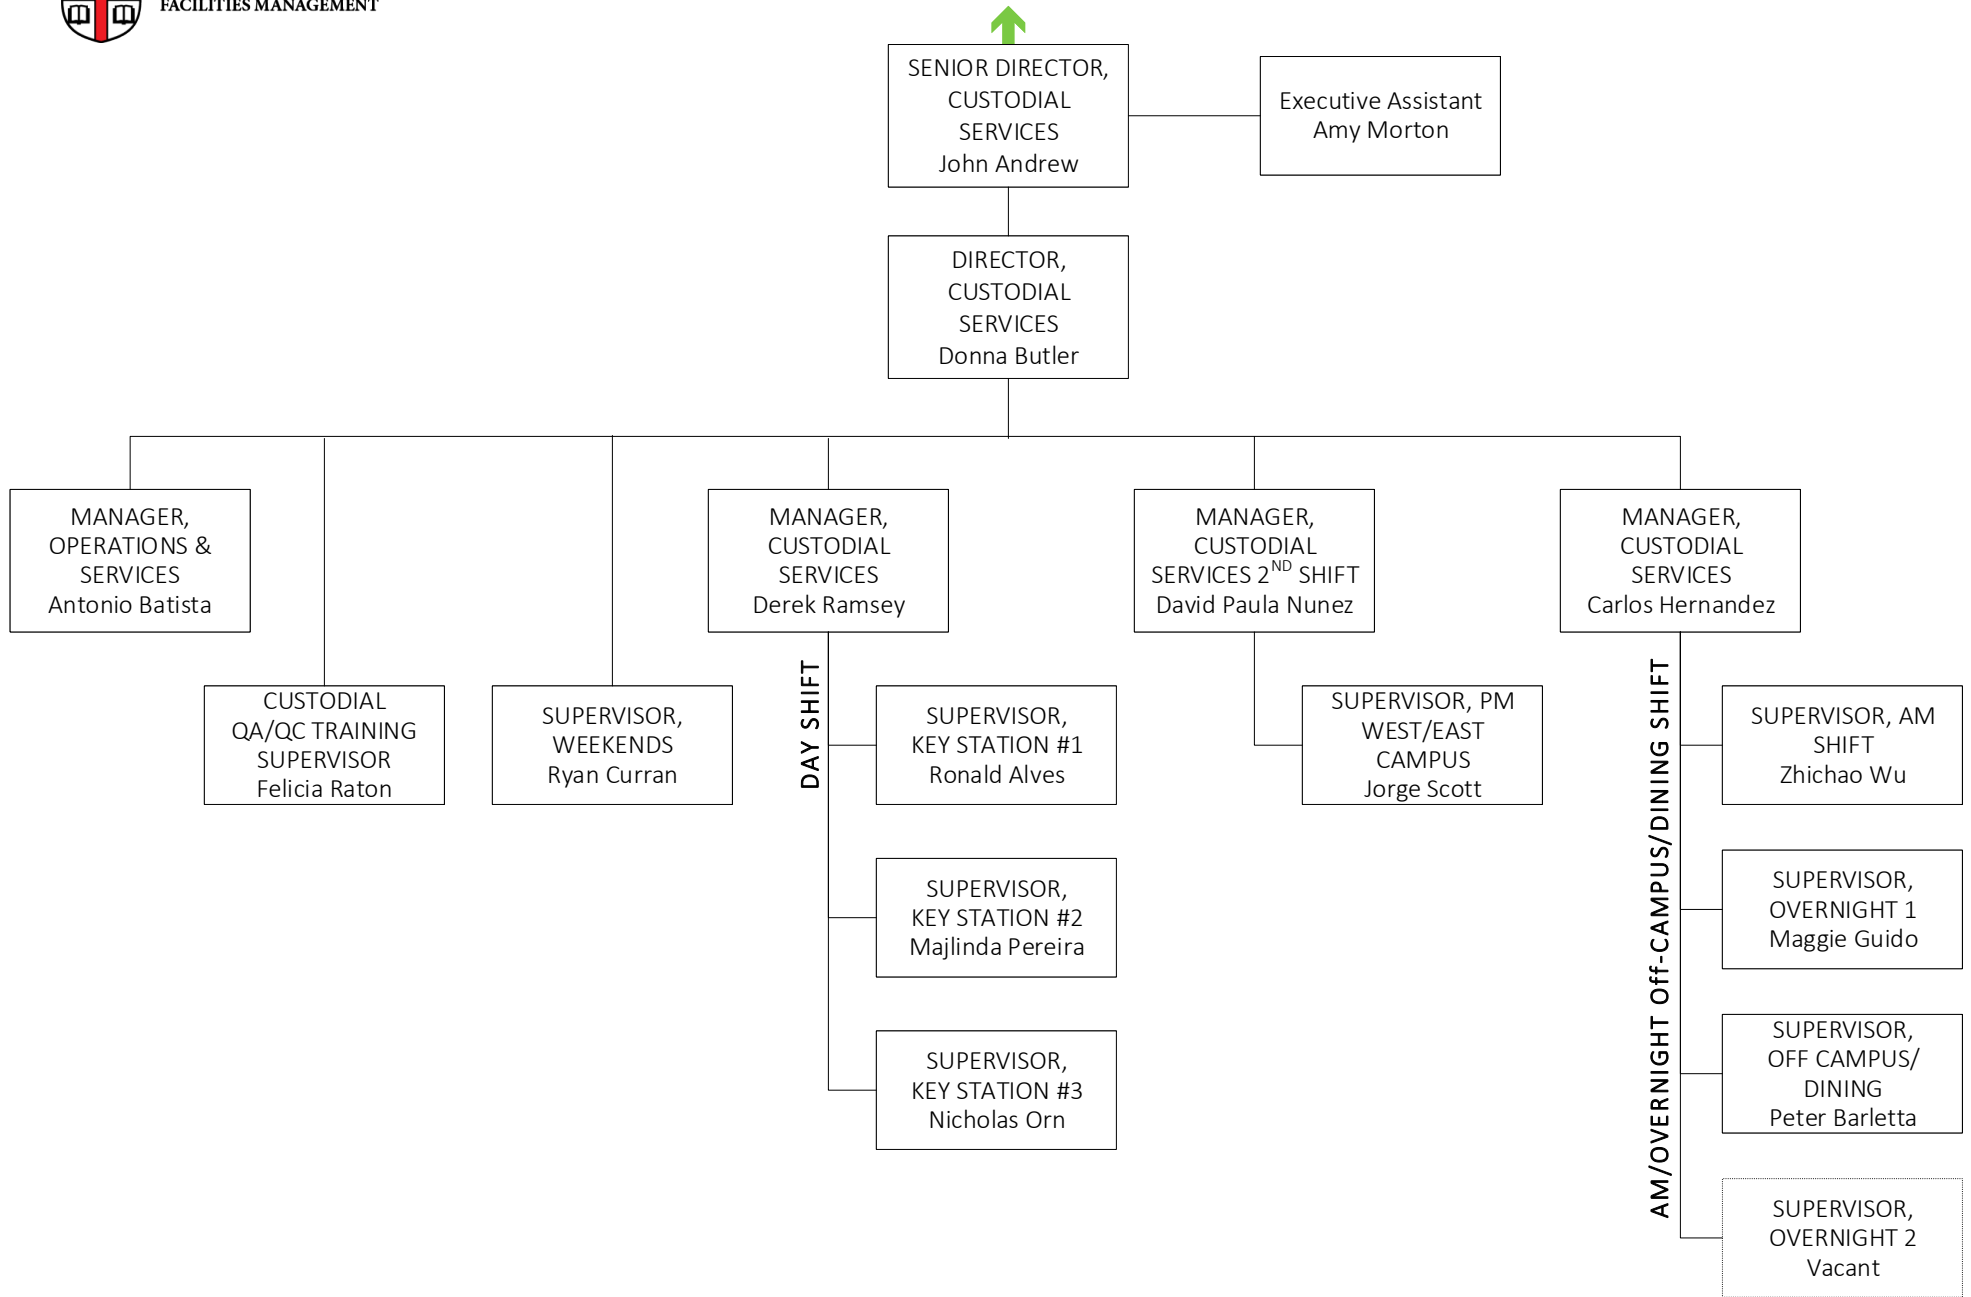 FACILITIES MANAGEMENT
SENIOR DIRECTOR,
CUSTODIAL
SERVICES
John Andrew
Executive Assistant
Amy Morton
DIRECTOR,
CUSTODIAL
SERVICES
Donna Butler
MANAGER,
OPERATIONS &
SERVICES
Antonio Batista
CUSTODIAL
QA/QC TRAINING
SUPERVISOR
Felicia Raton
SUPERVISOR,
WEEKENDS
Ryan Curran
MANAGER,
CUSTODIAL
SERVICES
Derek Ramsey
DAY SHIFT
SUPERVISOR,
KEY STATION #1
Ronald Alves
SUPERVISOR,
KEY STATION #2
Majlinda Pereira
SUPERVISOR,
KEY STATION #3
Nicholas Orn
MANAGER,
CUSTODIAL
SERVICES 2ND SHIFT
David Paula Nunez
SUPERVISOR, PM
WEST/EAST
CAMPUS
Jorge Scott
MANAGER,
CUSTODIAL
SERVICES
Carlos Hernandez
AM/OVERNIGHT Off-CAMPUS/DINING SHIFT
SUPERVISOR, AM
SHIFT
Zhichao Wu
SUPERVISOR,
OVERNIGHT 1
Maggie Guido
SUPERVISOR,
OFF CAMPUS/
DINING
Peter Barletta
SUPERVISOR,
OVERNIGHT 2
Vacant